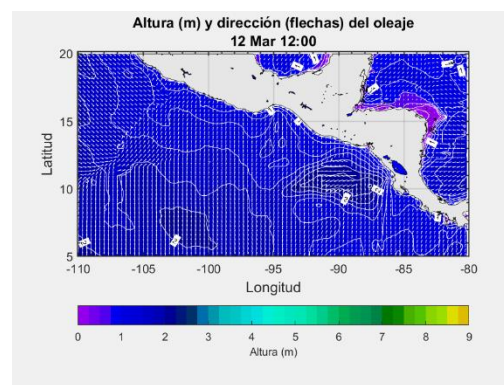 Altura (m) y dirección (flechas) del oleaje
12 Mar 12:00
20
15
10
5
Latitud
-110 -105 -100 -95 -90 -85 -80
Longitud
0 1 2 3 4 5 6 7 8 9
Altura (m)